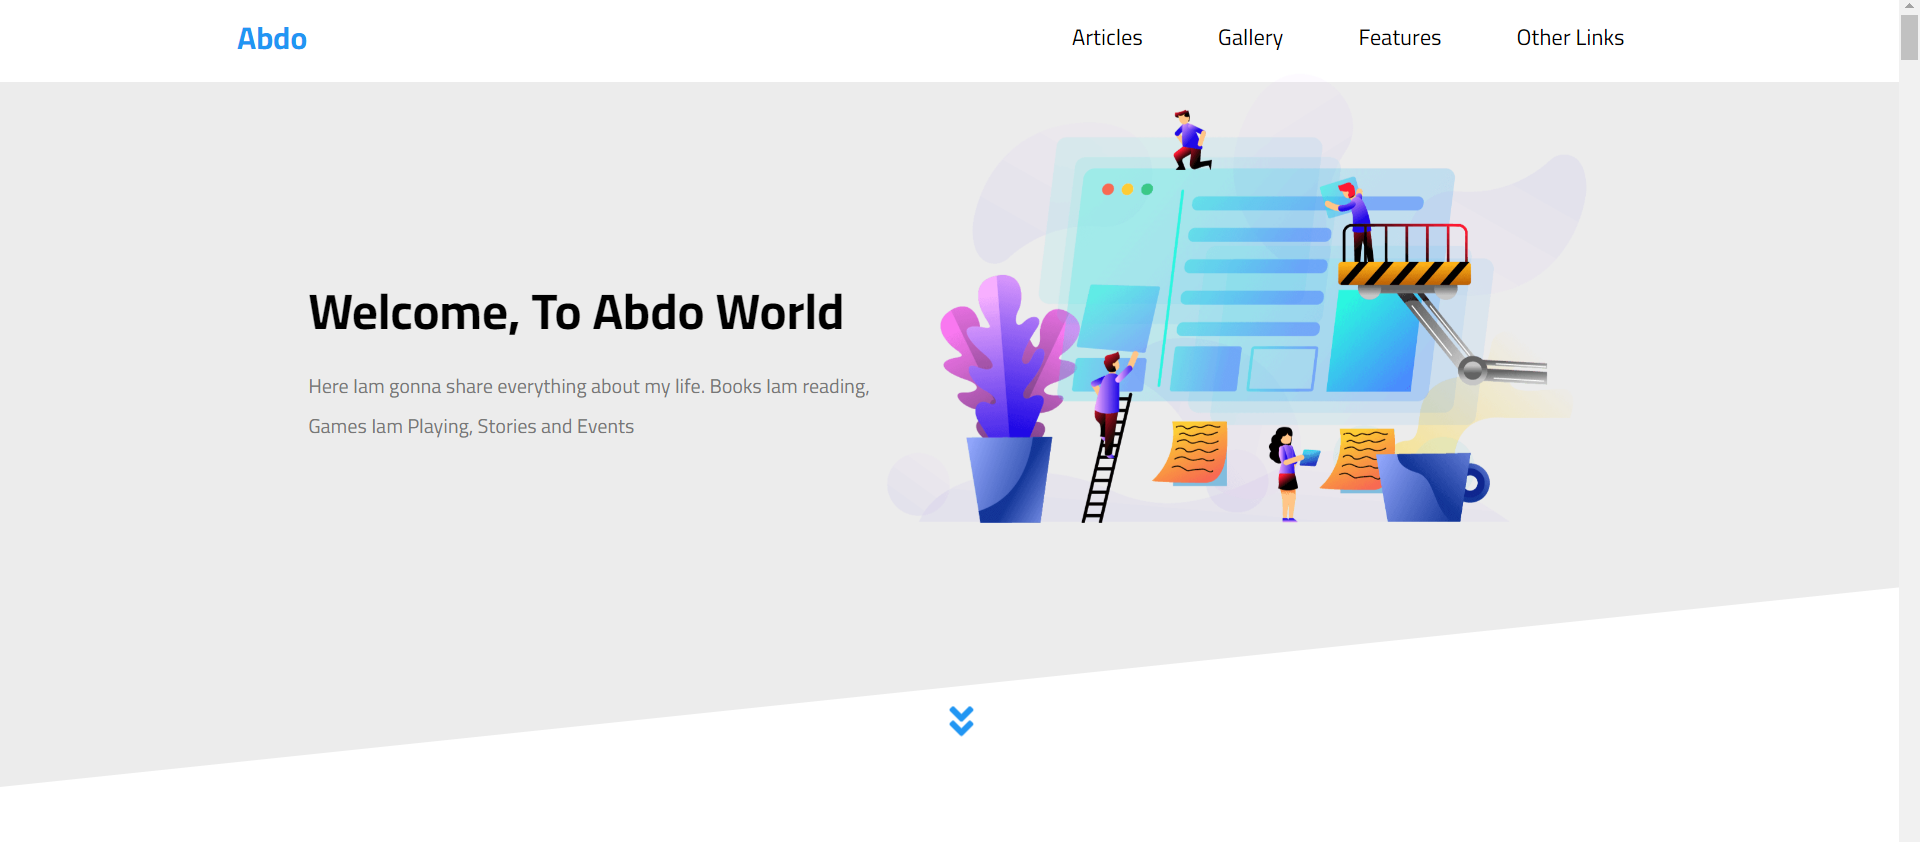 Abdo
Articles
Gallery
Features
Other Links
Welcome, To Abdo World
Here Iam gonna share everything about my life. Books Iam reading,
Games Iam Playing, Stories and Events